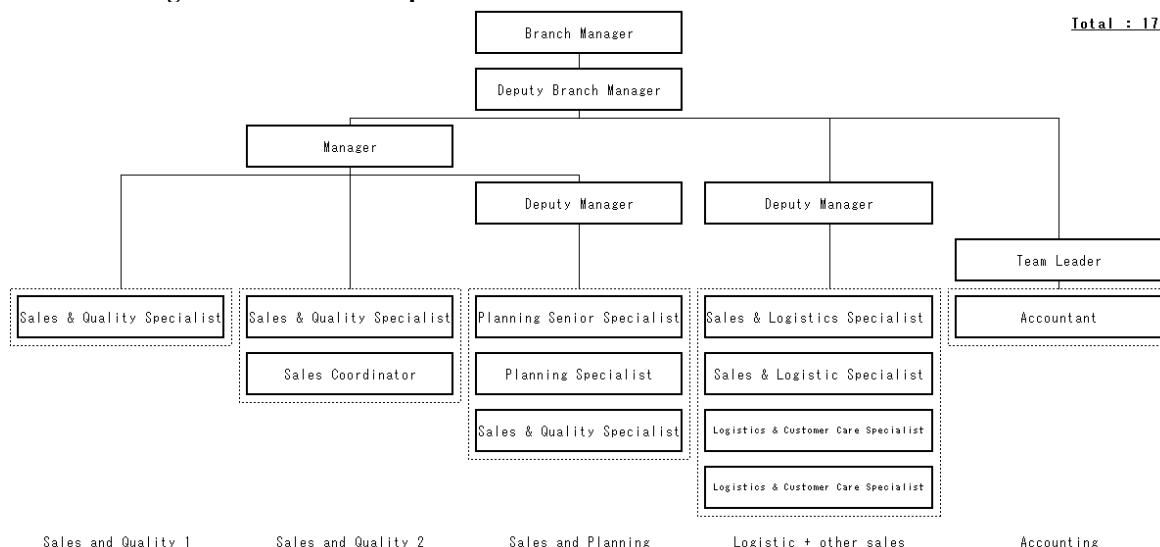 Total : 17
Branch Manager
Deputy Branch Manager
Manager
Deputy Manager
Deputy Manager
Team Leader
Sales & Quality Specialist
Sales & Quality Specialist
Planning Senior Specialist
Sales & Logistics Specialist
Accountant
Sales Coordinator
Planning Specialist
Sales & Logistic Specialist
Sales & Quality Specialist
Logistics & Customer Care Specialist
Logistics & Customer Care Specialist
Sales and Quality 1
Sales and Quality 2
Sales and Planning
Logistic + other sales
Accounting